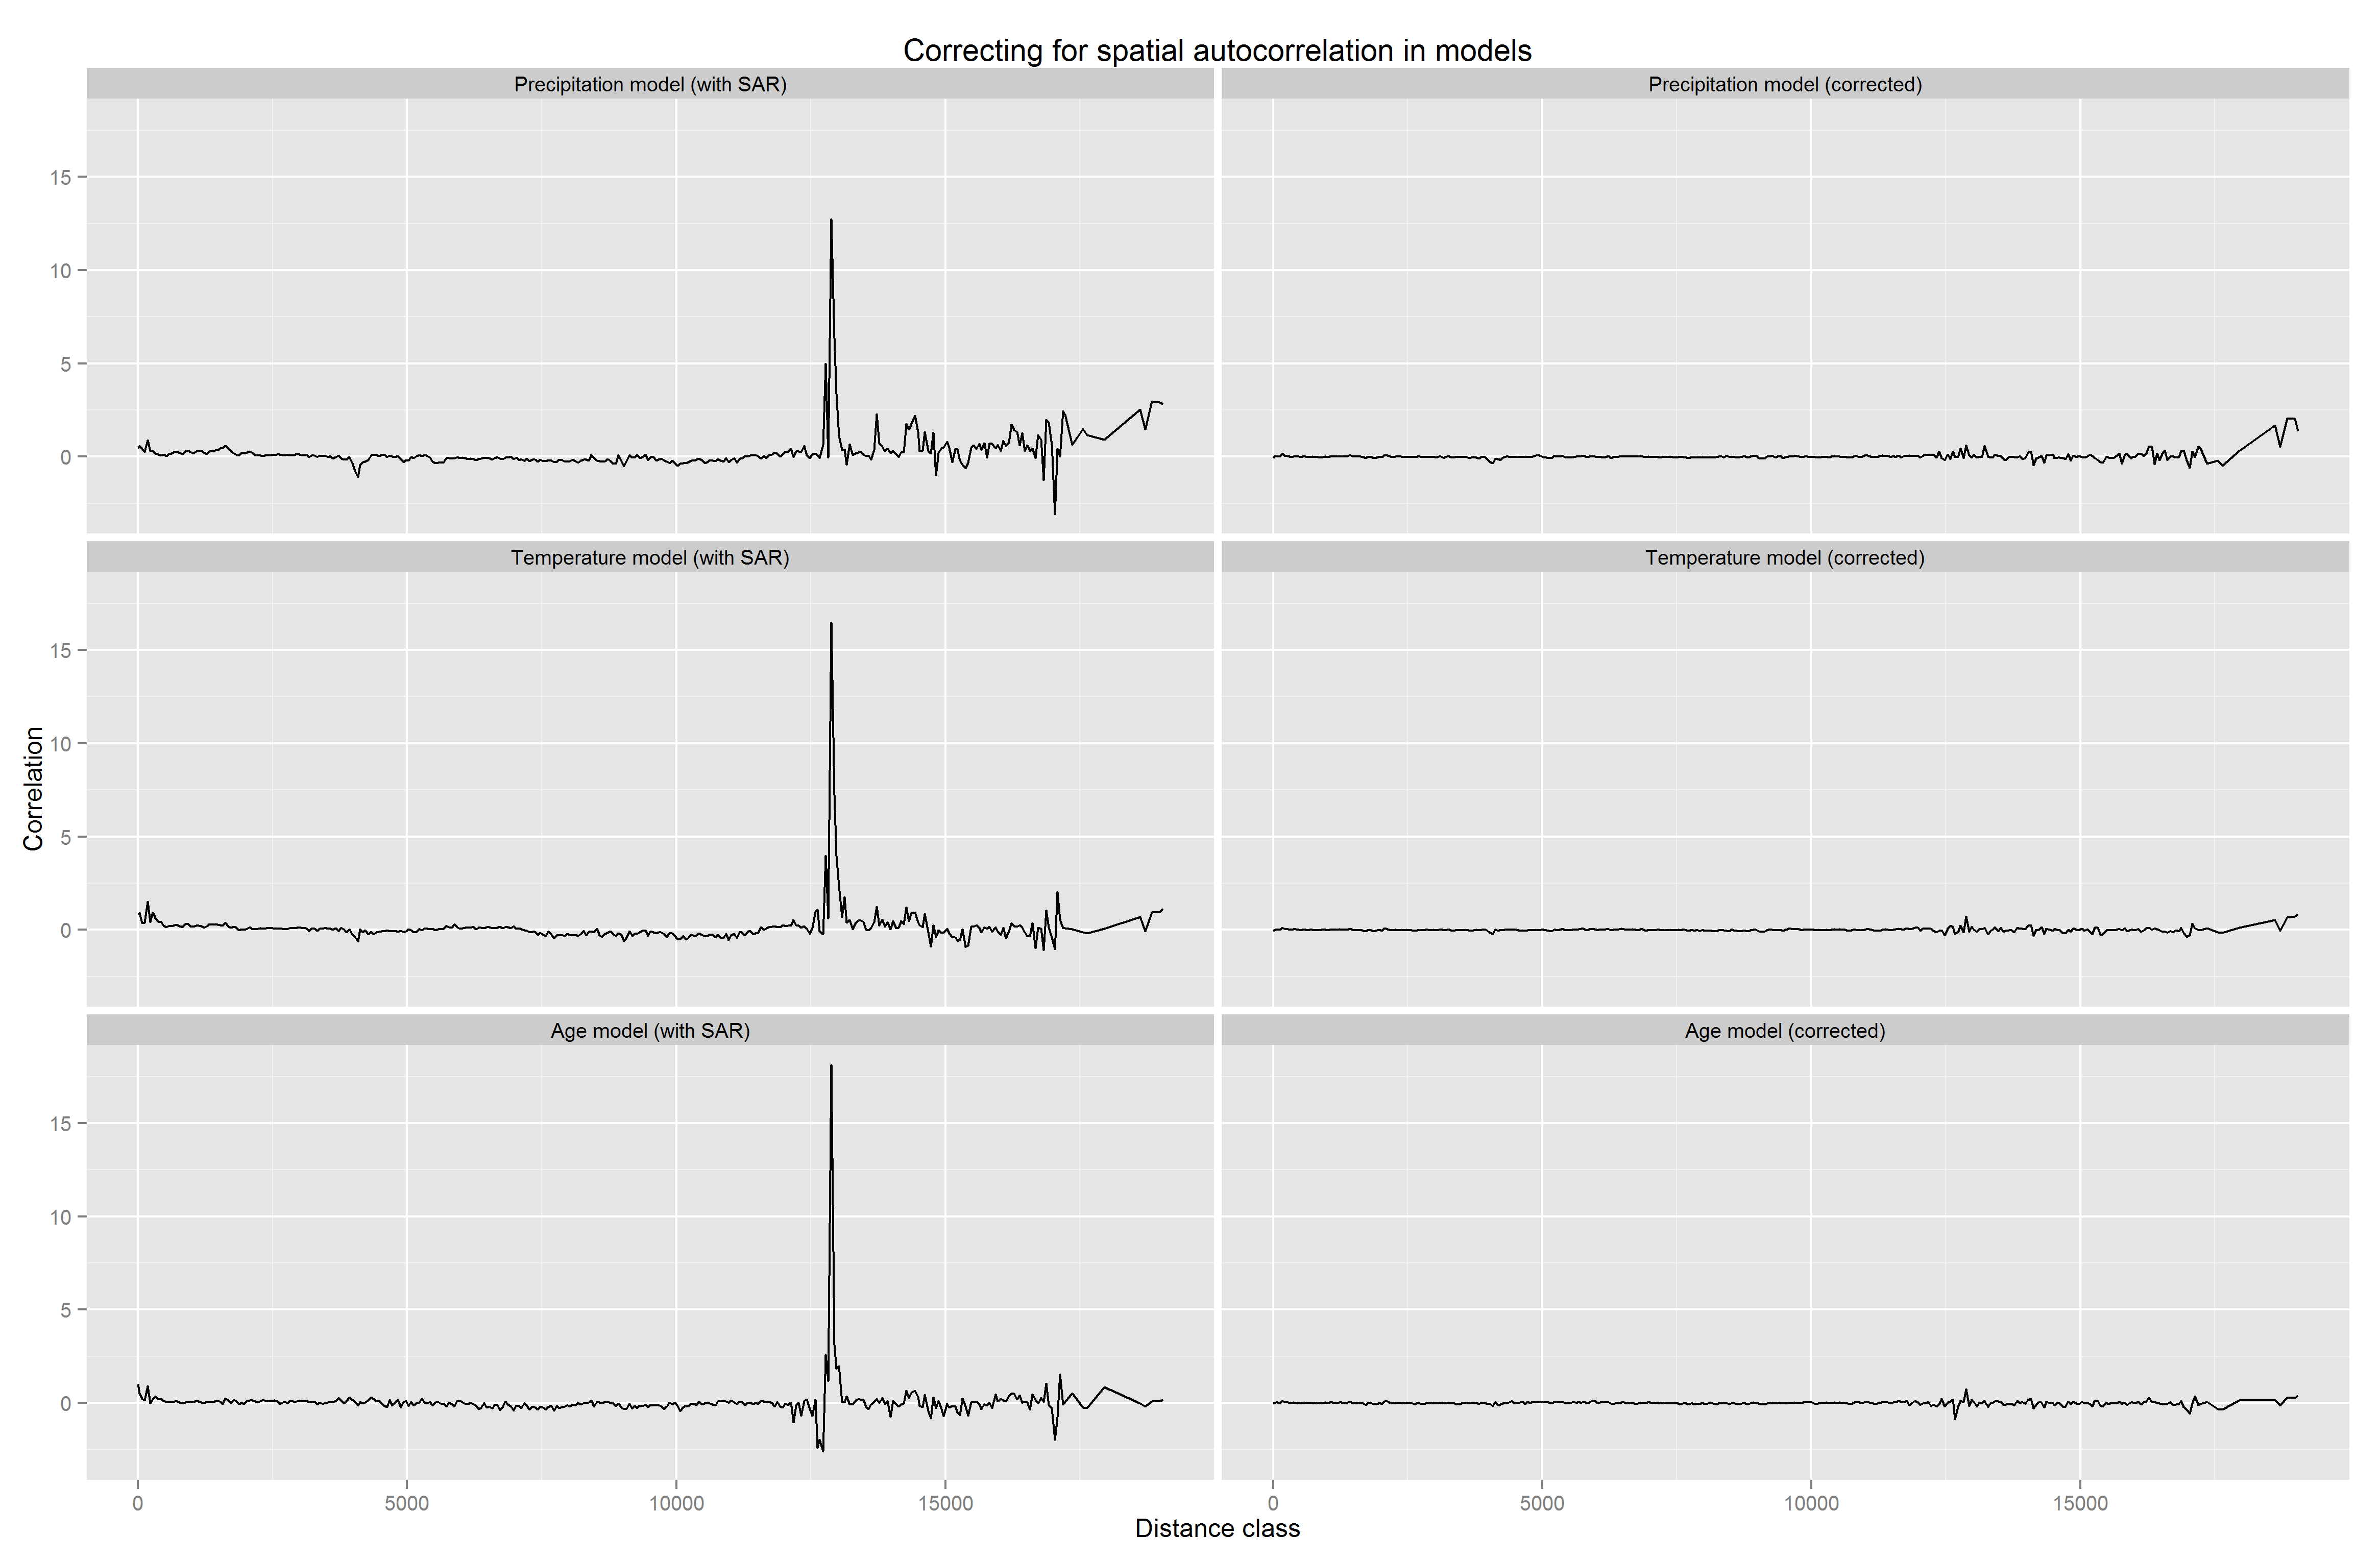 Correcting for spatial autocorrelation in models
Precipitation model (with SAR)
Precipitation model (corrected)
15
10
5
0
Temperature model (with SAR)
Temperature model (corrected)
15
10
5
0
Age model (with SAR)
Age model (corrected)
15
10
5
0
Correlation
0 5000 10000 15000
0 5000 10000 15000
Distance class